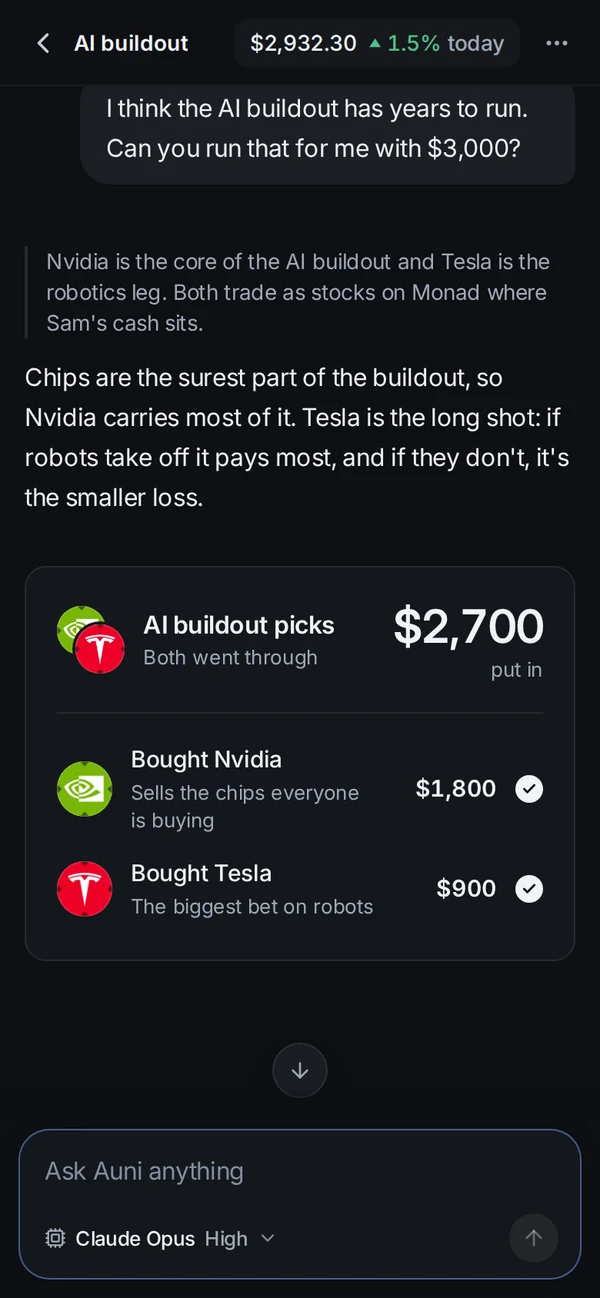 AI buildout
$2,932.30 ▲ 1.5% today
I think the AI buildout has years to run.
Can you run that for me with $3,000?
Nvidia is the core of the AI buildout and Tesla is the
robotics leg. Both trade as stocks on Monad where
Sam's cash sits.
Chips are the surest part of the buildout, so
Nvidia carries most of it. Tesla is the long shot: if
robots take off it pays most, and if they don't, it's
the smaller loss.
AI buildout picks
Both went through
$2,700
put in
Bought Nvidia
Sells the chips everyone
is buying
$1,800
Bought Tesla
The biggest bet on robots
$900
Ask Auni anything
Claude Opus High